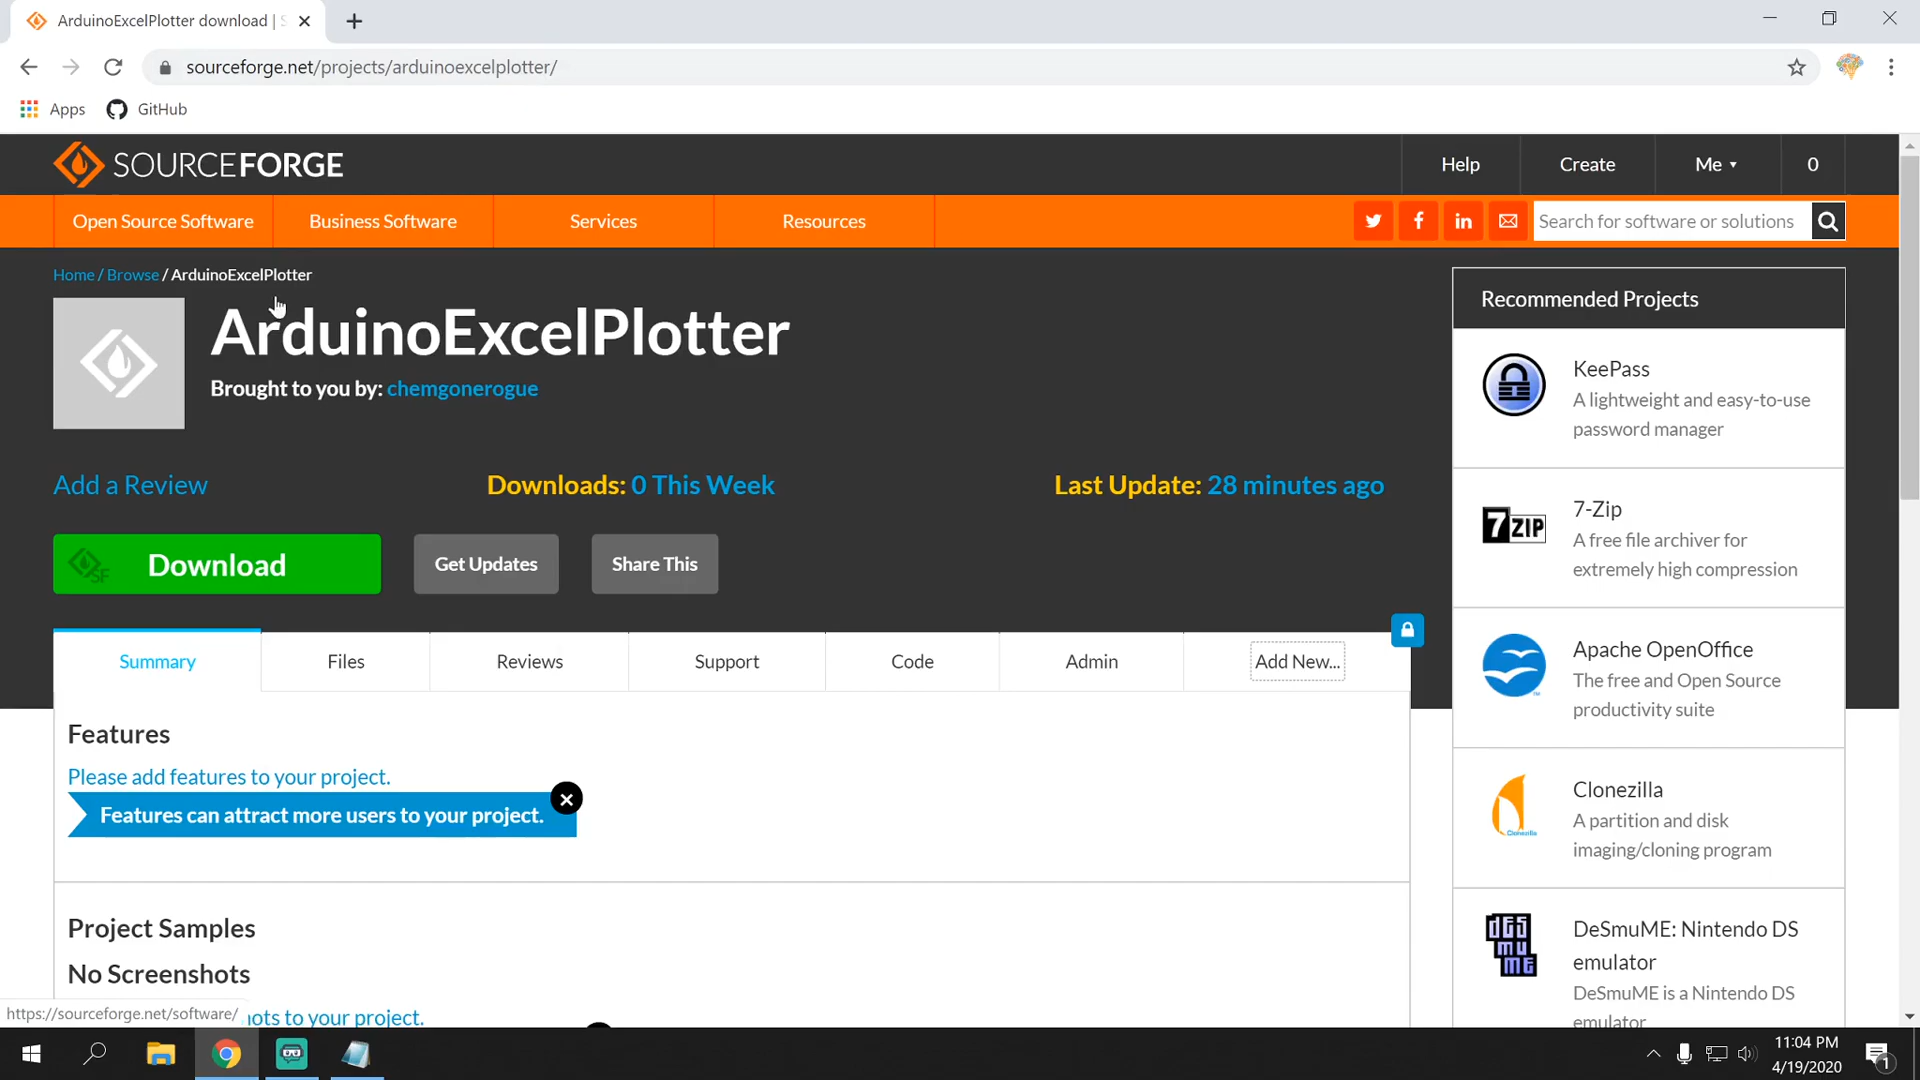 ArduinoExcelPlotter download | S
sourceforge.net/projects/arduinoexcelplotter/
Apps GitHub
SOURCEFORGE
Help Create Me 0
Open Source Software Business Software Services Resources
Search for software or solutions
Home / Browse / ArduinoExcelPlotter
ArduinoExcelPlotter
Brought to you by: chemgonerogue
Add a Review Downloads: 0 This Week Last Update: 28 minutes ago
SF Download Get Updates Share This
Summary Files Reviews Support Code Admin Add New...
Features
Please add features to your project.
Features can attract more users to your project.
Project Samples
No Screenshots
https://sourceforge.net/software/
hots to your project.
Recommended Projects
KeePass
A lightweight and easy-to-use
password manager
7ZIP
7-Zip
A free file archiver for
extremely high compression
Apache OpenOffice
The free and Open Source
productivity suite
Clonezilla
Clonezilla
A partition and disk
imaging/cloning program
DeSmuME
DeSmuME: Nintendo DS
emulator
DeSmuME is a Nintendo DS
emulator
11:04 PM
4/19/2020
1